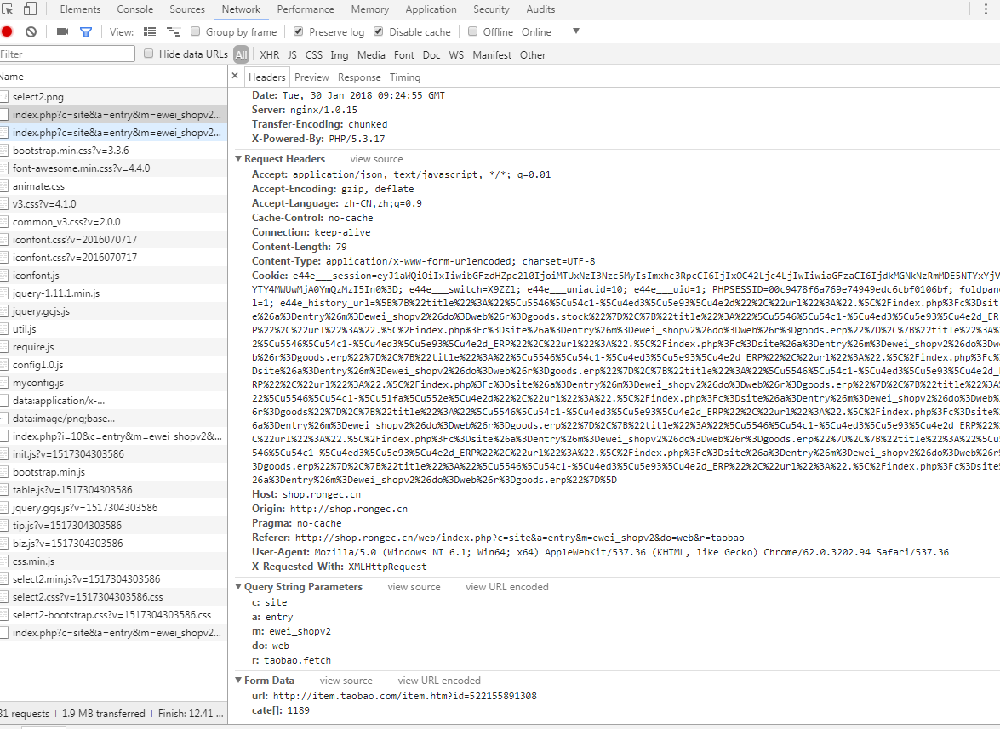 Elements Console Sources Network Performance Memory Application Security Audits
View: Group by frame Preserve log Disable cache Offline Online
Filter Hide data URLs All XHR JS CSS Img Media Font Doc WS Manifest Other
Name
select2.png
index.php?c=site&a=entry&m=ewei_shopv2...
index.php?c=site&a=entry&m=ewei_shopv2...
bootstrap.min.css?v=3.3.6
font-awesome.min.css?v=4.4.0
animate.css
v3.css?v=4.1.0
common_v3.css?v=2.0.0
iconfont.css?v=2016070717
iconfont.css?v=2016070717
iconfont.js
jquery-1.11.1.min.js
jquery.gcjs.js
util.js
require.js
config1.0.js
myconfig.js
data:application/x-...
data:image/png;base...
index.php?i=10&c=entry&m=ewei_shopv2&...
init.js?v=1517304303586
bootstrap.min.js
table.js?v=1517304303586
jquery.gcjs.js?v=1517304303586
tip.js?v=1517304303586
biz.js?v=1517304303586
css.min.js
select2.min.js?v=1517304303586
select2.css?v=1517304303586.css
select2-bootstrap.css?v=1517304303586.css
index.php?c=site&a=entry&m=ewei_shopv2...
31 requests | 1.9 MB transferred | Finish: 12.41 ...
× Headers Preview Response Timing
Date: Tue, 30 Jan 2018 09:24:55 GMT
Server: nginx/1.0.15
Transfer-Encoding: chunked
X-Powered-By: PHP/5.3.17
Request Headers view source
Accept: application/json, text/javascript, */*; q=0.01
Accept-Encoding: gzip, deflate
Accept-Language: zh-CN,zh;q=0.9
Cache-Control: no-cache
Connection: keep-alive
Content-Length: 79
Content-Type: application/x-www-form-urlencoded; charset=UTF-8
Cookie: e44e___switch=X9ZZl; e44e___uniacid=10; e44e___uid=1; PHPSESSID=00c9478f6a769e74949edc6cbf0106bf; foldpan
l=1; e44e_history_url=%5B%7B%22title%22%3A%22%5Cu5546%5Cu54c1-%5Cu4ed3%5Cu5e93%5Cu4e2d%22%2C%22url%22%3A%22.%5C%2Findex.php%3Fc%3Dsit
e%26a%3Dentry%26m%3Dewei_shopv2%26do%3Dweb%26r%3Dgoods.stock%22%7D%2C%7B%22title%22%3A%22%5Cu5546%5Cu54c1-%5Cu4ed3%5Cu5e93%5Cu4e2d_ER
P%22%2C%22url%22%3A%22.%5C%2Findex.php%3Fc%3Dsite%26a%3Dentry%26m%3Dewei_shopv2%26do%3Dweb%26r%3Dgoods.erp%22%7D%2C%7B%22title%22%3A%
2%5Cu5546%5Cu54c1-%5Cu4ed3%5Cu5e93%5Cu4e2d_ERP%22%2C%22url%22%3A%22.%5C%2Findex.php%3Fc%3Dsite%26a%3Dentry%26m%3Dewei_shopv2%26do%3Dw
b%26r%3Dgoods.erp%22%7D%2C%7B%22title%22%3A%22%5Cu5546%5Cu54c1-%5Cu4ed3%5Cu5e93%5Cu4e2d_ERP%22%2C%22url%22%3A%22.%5C%2Findex.php%3Fc%
Dsite%26a%3Dentry%26m%3Dewei_shopv2%26do%3Dweb%26r%3Dgoods.erp%22%7D%2C%7B%22title%22%3A%22%5Cu5546%5Cu54c1-%5Cu4ed3%5Cu5e93%5Cu4e2d_
RP%22%2C%22url%22%3A%22.%5C%2Findex.php%3Fc%3Dsite%26a%3Dentry%26m%3Dewei_shopv2%26do%3Dweb%26r%3Dgoods.erp%22%7D%2C%7B%22title%22%3A
22%5Cu5546%5Cu54c1-%5Cu51fa%5Cu552e%5Cu4e2d%22%2C%22url%22%3A%22.%5C%2Findex.php%3Fc%3Dsite%26a%3Dentry%26m%3Dewei_shopv2%26do%3Dweb%
6r%3Dgoods%22%7D%2C%7B%22title%22%3A%22%5Cu5546%5Cu54c1-%5Cu4ed3%5Cu5e93%5Cu4e2d_ERP%22%2C%22url%22%3A%22.%5C%2Findex.php%3Fc%3Dsite%
6a%3Dentry%26m%3Dewei_shopv2%26do%3Dweb%26r%3Dgoods.erp%22%7D%2C%7B%22title%22%3A%22%5Cu5546%5Cu54c1-%5Cu4ed3%5Cu5e93%5Cu4e2d_ERP%22%
C%22url%22%3A%22.%5C%2Findex.php%3Fc%3Dsite%26a%3Dentry%26m%3Dewei_shopv2%26do%3Dweb%26r%3Dgoods.erp%22%7D%2C%7B%22title%22%3A%22%5Cu
546%5Cu54c1-%5Cu4ed3%5Cu5e93%5Cu4e2d_ERP%22%2C%22url%22%3A%22.%5C%2Findex.php%3Fc%3Dsite%26a%3Dentry%26m%3Dewei_shopv2%26do%3Dweb%26r
3Dgoods.erp%22%7D%2C%7B%22title%22%3A%22%5Cu5546%5Cu54c1-%5Cu4ed3%5Cu5e93%5Cu4e2d_ERP%22%2C%22url%22%3A%22.%5C%2Findex.php%3Fc%3Dsite
26a%3Dentry%26m%3Dewei_shopv2%26do%3Dweb%26r%3Dgoods.erp%22%7D%5D
Host: shop.rongec.cn
Origin: http://shop.rongec.cn
Pragma: no-cache
Referer: http://shop.rongec.cn/web/index.php?c=site&a=entry&m=ewei_shopv2&do=web&r=taobao
User-Agent: Mozilla/5.0 (Windows NT 6.1; Win64; x64) AppleWebKit/537.36 (KHTML, like Gecko) Chrome/62.0.3202.94 Safari/537.36
X-Requested-With: XMLHttpRequest
Query String Parameters view source view URL encoded
c: site
a: entry
m: ewei_shopv2
do: web
r: taobao.fetch
Form Data view source view URL encoded
url: http://item.taobao.com/item.htm?id=522155891308
cate[]: 1189